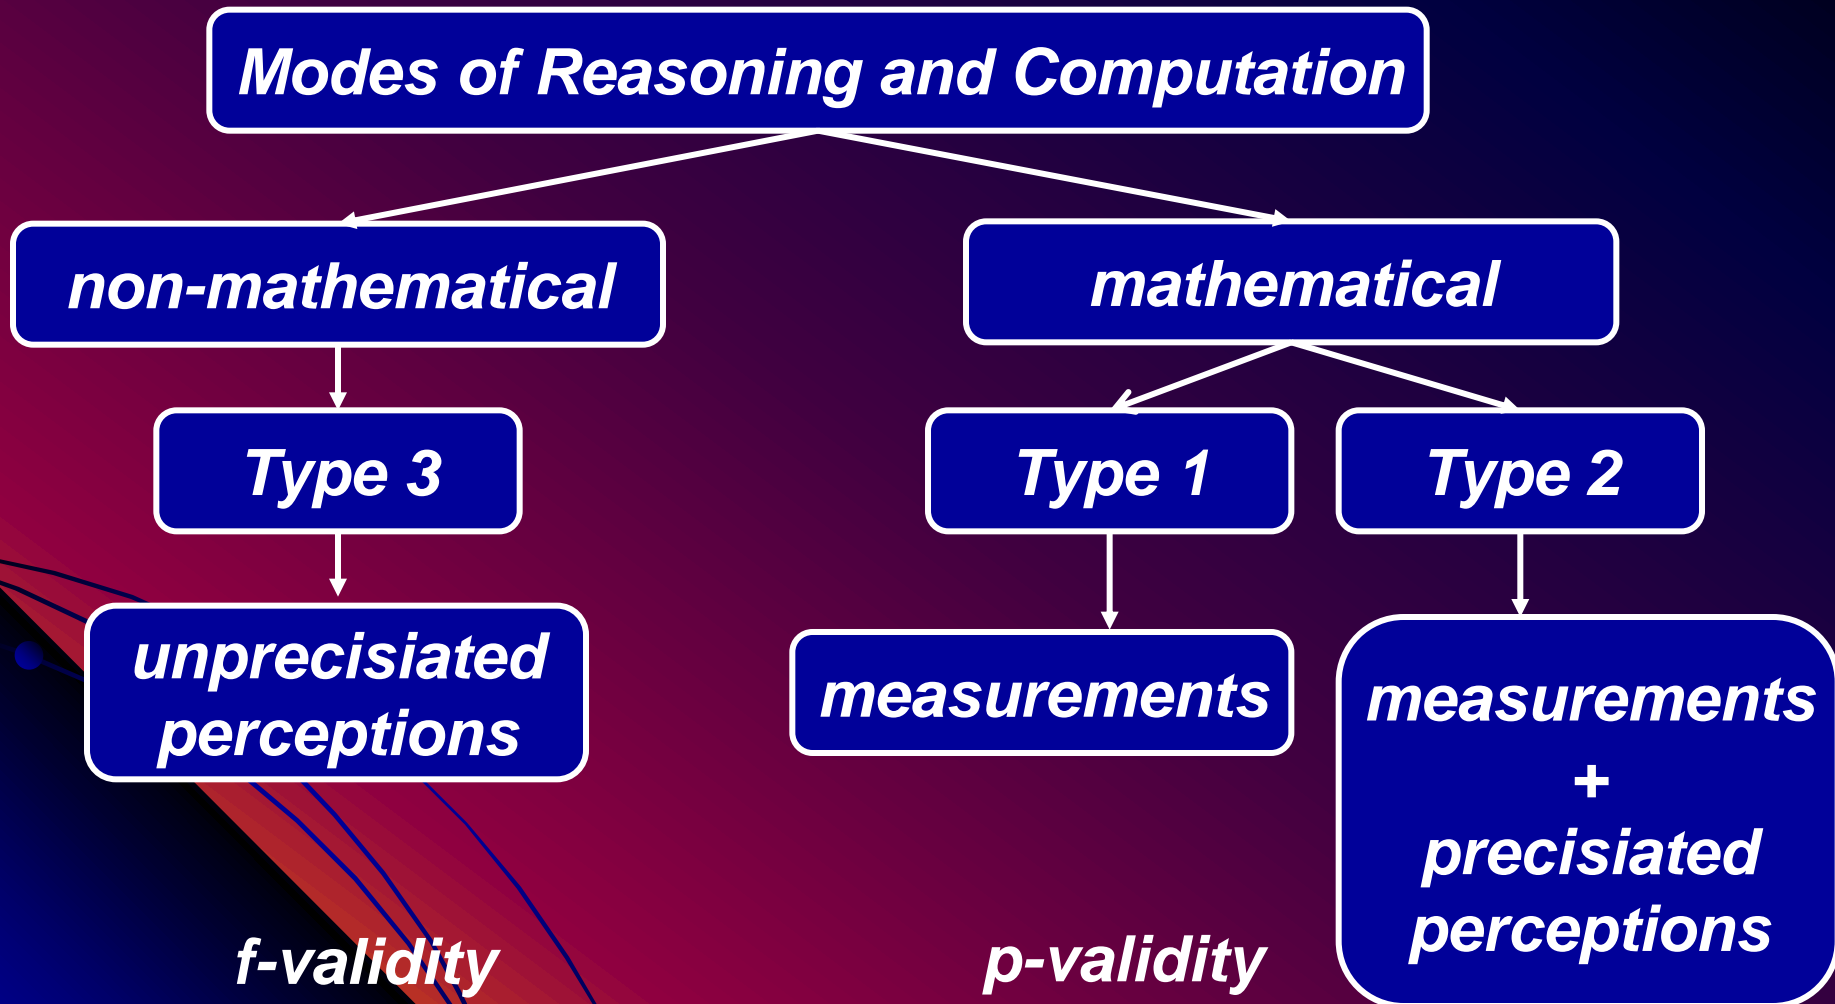 Modes of Reasoning and Computation
non-mathematical
mathematical
Type 3
Type 1
Type 2
unprecisiated
perceptions
measurements
measurements
+
precisiated
perceptions
f-validity
p-validity